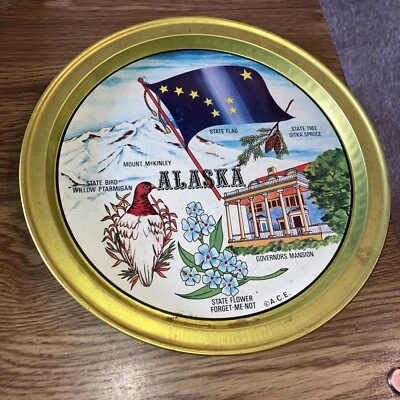 STATE FLAG
STATE TREE
SITKA SPRUCE
MOUNT McKINLEY
ALASKA
STATE BIRD
WILLOW PTARMIGAN
GOVERNORS MANSION
STATE FLOWER
FORGET-ME-NOT
©A.C.E.